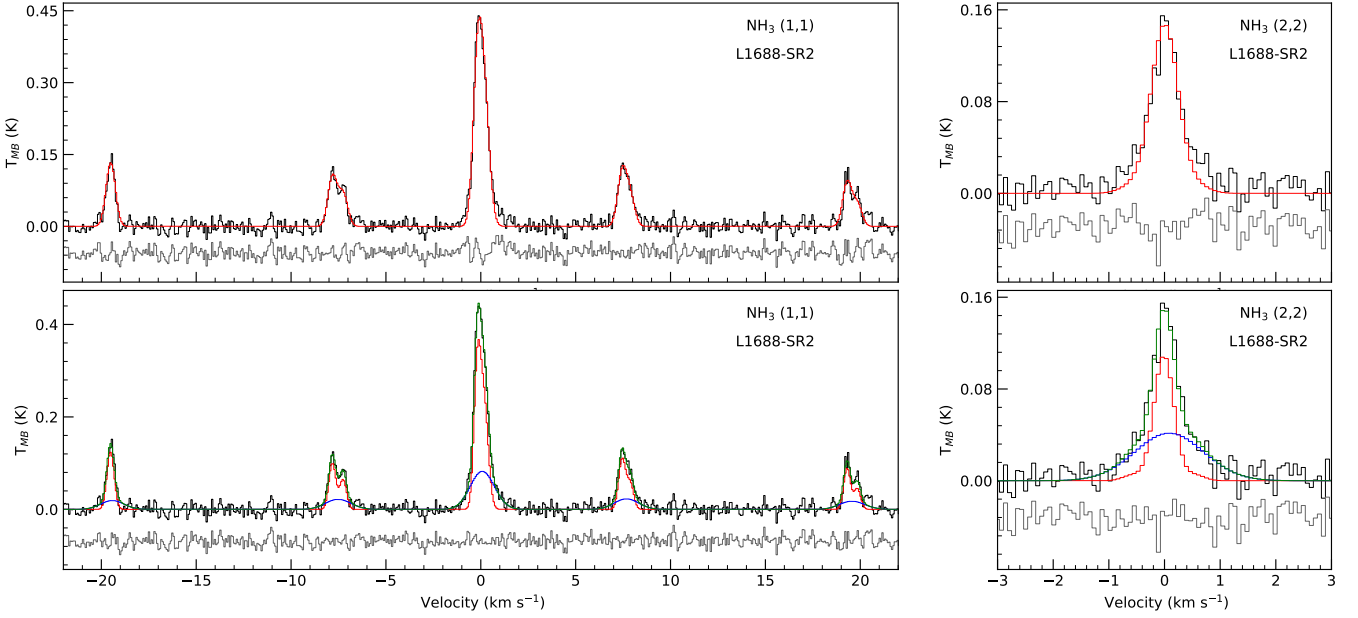 0.45
0.30
0.15
0.00
T_MB (K)
NH₃ (1,1)
L1688-SR2
0.16
0.08
0.00
T_MB (K)
NH₃ (2,2)
L1688-SR2
0.4
0.2
0.0
T_MB (K)
NH₃ (1,1)
L1688-SR2
−20 −15 −10 −5 0 5 10 15 20
Velocity (km s⁻¹)
0.16
0.08
0.00
T_MB (K)
NH₃ (2,2)
L1688-SR2
−3 −2 −1 0 1 2 3
Velocity (km s⁻¹)